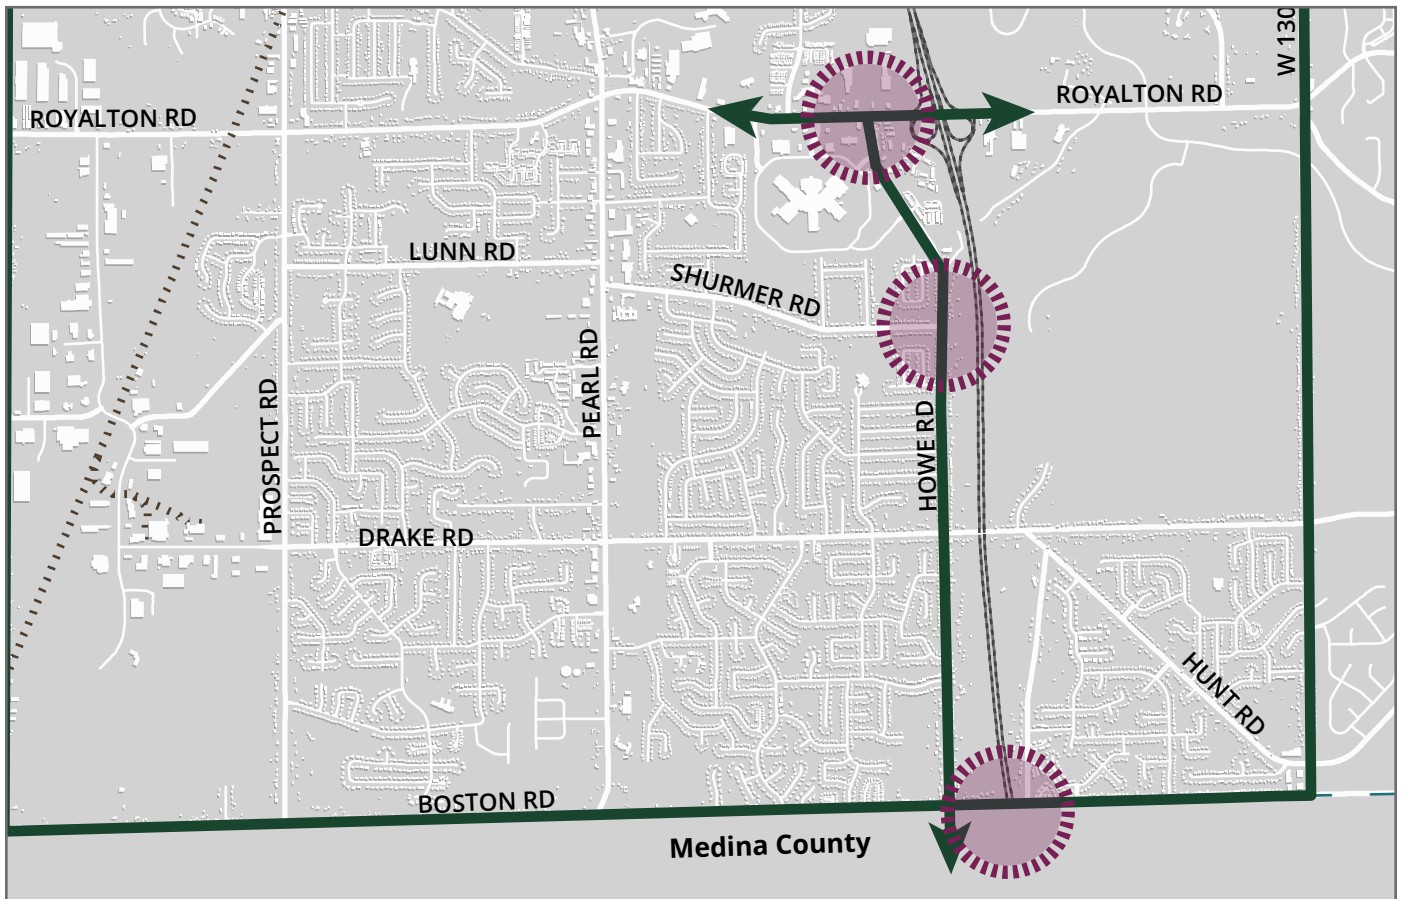 W 130
ROYALTON RD
ROYALTON RD
LUNN RD
SHURMER RD
PEARL RD
PROSPECT RD
HOWE RD
DRAKE RD
HUNT RD
BOSTON RD
Medina County